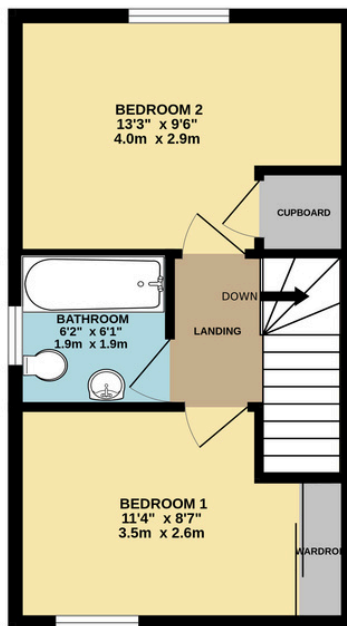 BEDROOM 2
13'3" x 9'6"
4.0m x 2.9m
CUPBOARD
DOWN
LANDING
BATHROOM
6'2" x 6'1"
1.9m x 1.9m
BEDROOM 1
11'4" x 8'7"
3.5m x 2.6m
WARDROB